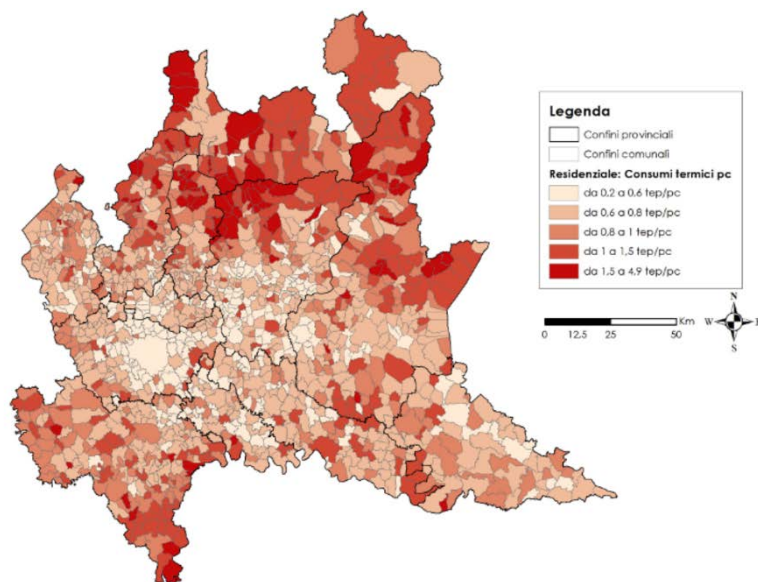 Legenda
Confini provinciali
Confini comunali
Residenziale: Consumi termici pc
da 0,2 a 0,6 tep/pc
da 0,6 a 0,8 tep/pc
da 0,8 a 1 tep/pc
da 1 a 1,5 tep/pc
da 1,5 a 4,9 tep/pc
Km
0 12,5 25 50
N
W E
S